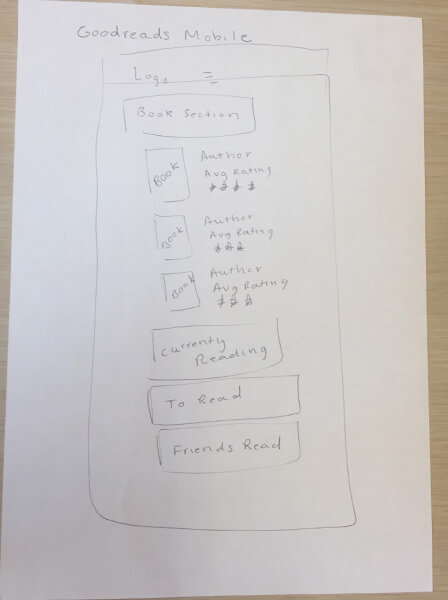 Goodreads Mobile
Logo
Book Section
Book
Author
Avg Rating
Book
Author
Avg Rating
Book
Author
Avg Rating
Currently
Reading
To Read
Friends Read